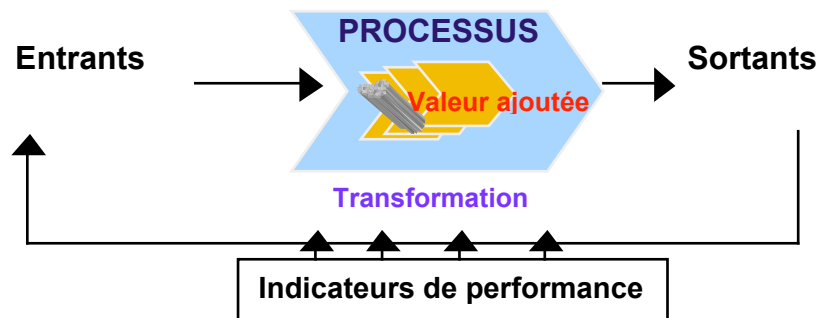 PROCESSUS
Entrants
Sortants
Valeur ajoutée
Transformation
Indicateurs de performance